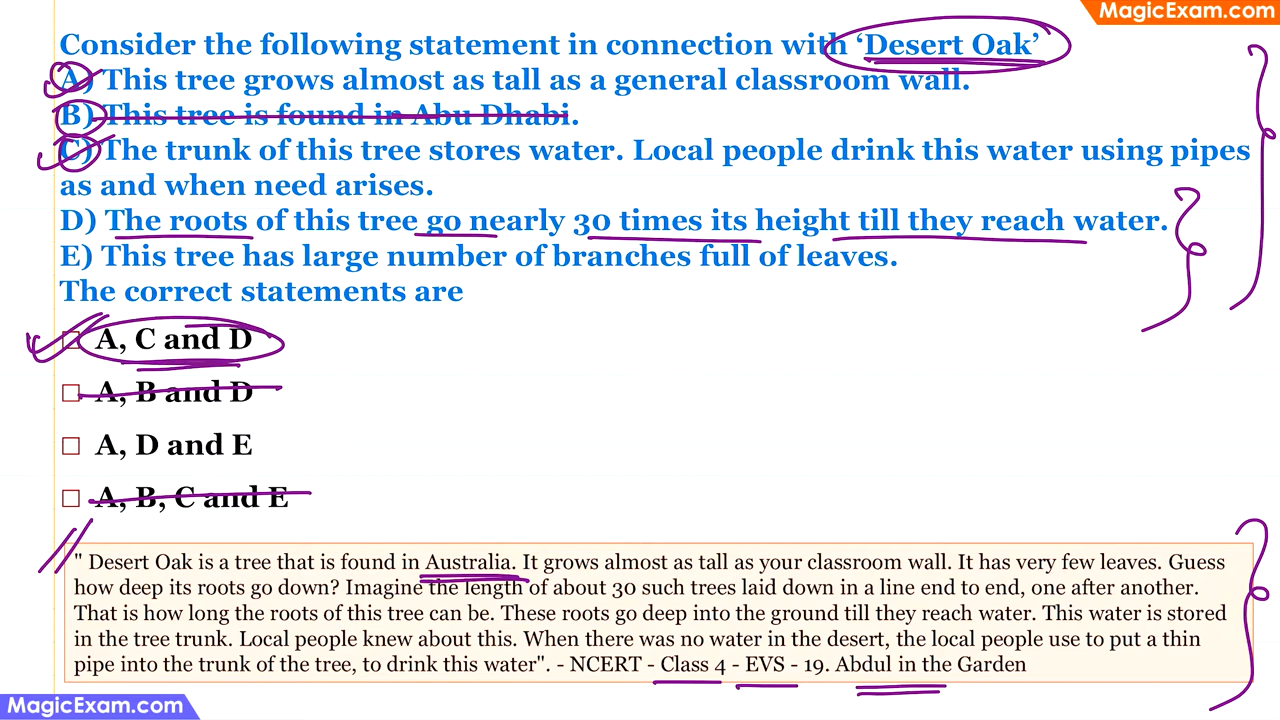 MagicExam.com
Consider the following statement in connection with ‘Desert Oak’
A) This tree grows almost as tall as a general classroom wall.
B) This tree is found in Abu Dhabi.
C) The trunk of this tree stores water. Local people drink this water using pipes
as and when need arises.
D) The roots of this tree go nearly 30 times its height till they reach water.
E) This tree has large number of branches full of leaves.
The correct statements are
□ A, C and D
□ A, B and D
□ A, D and E
□ A, B, C and E
" Desert Oak is a tree that is found in Australia. It grows almost as tall as your classroom wall. It has very few leaves. Guess
how deep its roots go down? Imagine the length of about 30 such trees laid down in a line end to end, one after another.
That is how long the roots of this tree can be. These roots go deep into the ground till they reach water. This water is stored
in the tree trunk. Local people knew about this. When there was no water in the desert, the local people use to put a thin
pipe into the trunk of the tree, to drink this water". - NCERT - Class 4 - EVS - 19. Abdul in the Garden
MagicExam.com